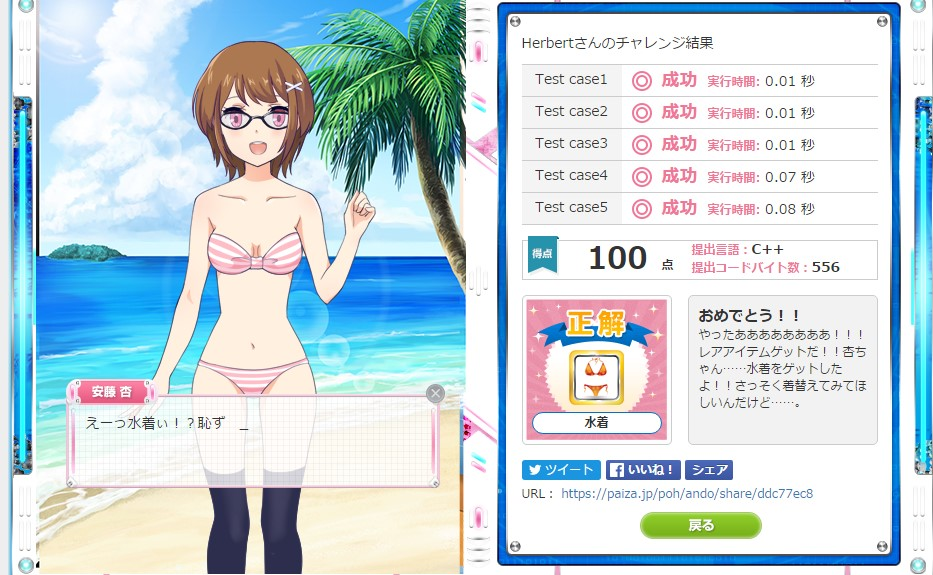 安藤 杏
えーっ水着ぃ！？恥ず _
Herbertさんのチャレンジ結果
Test case1 ◎ 成功 実行時間: 0.01 秒
Test case2 ◎ 成功 実行時間: 0.01 秒
Test case3 ◎ 成功 実行時間: 0.01 秒
Test case4 ◎ 成功 実行時間: 0.07 秒
Test case5 ◎ 成功 実行時間: 0.08 秒
得点 100 点
提出言語：C++
提出コードバイト数：556
正解
水着
おめでとう！！
やったああああああああ！！！
レアアイテムゲットだ！！杏ち
ゃん……水着をゲットした
よ！！さっそく着替えてみてほ
しいんだけど……。
ツイート いいね！ シェア
URL： https://paiza.jp/poh/ando/share/ddc77ec8
戻る